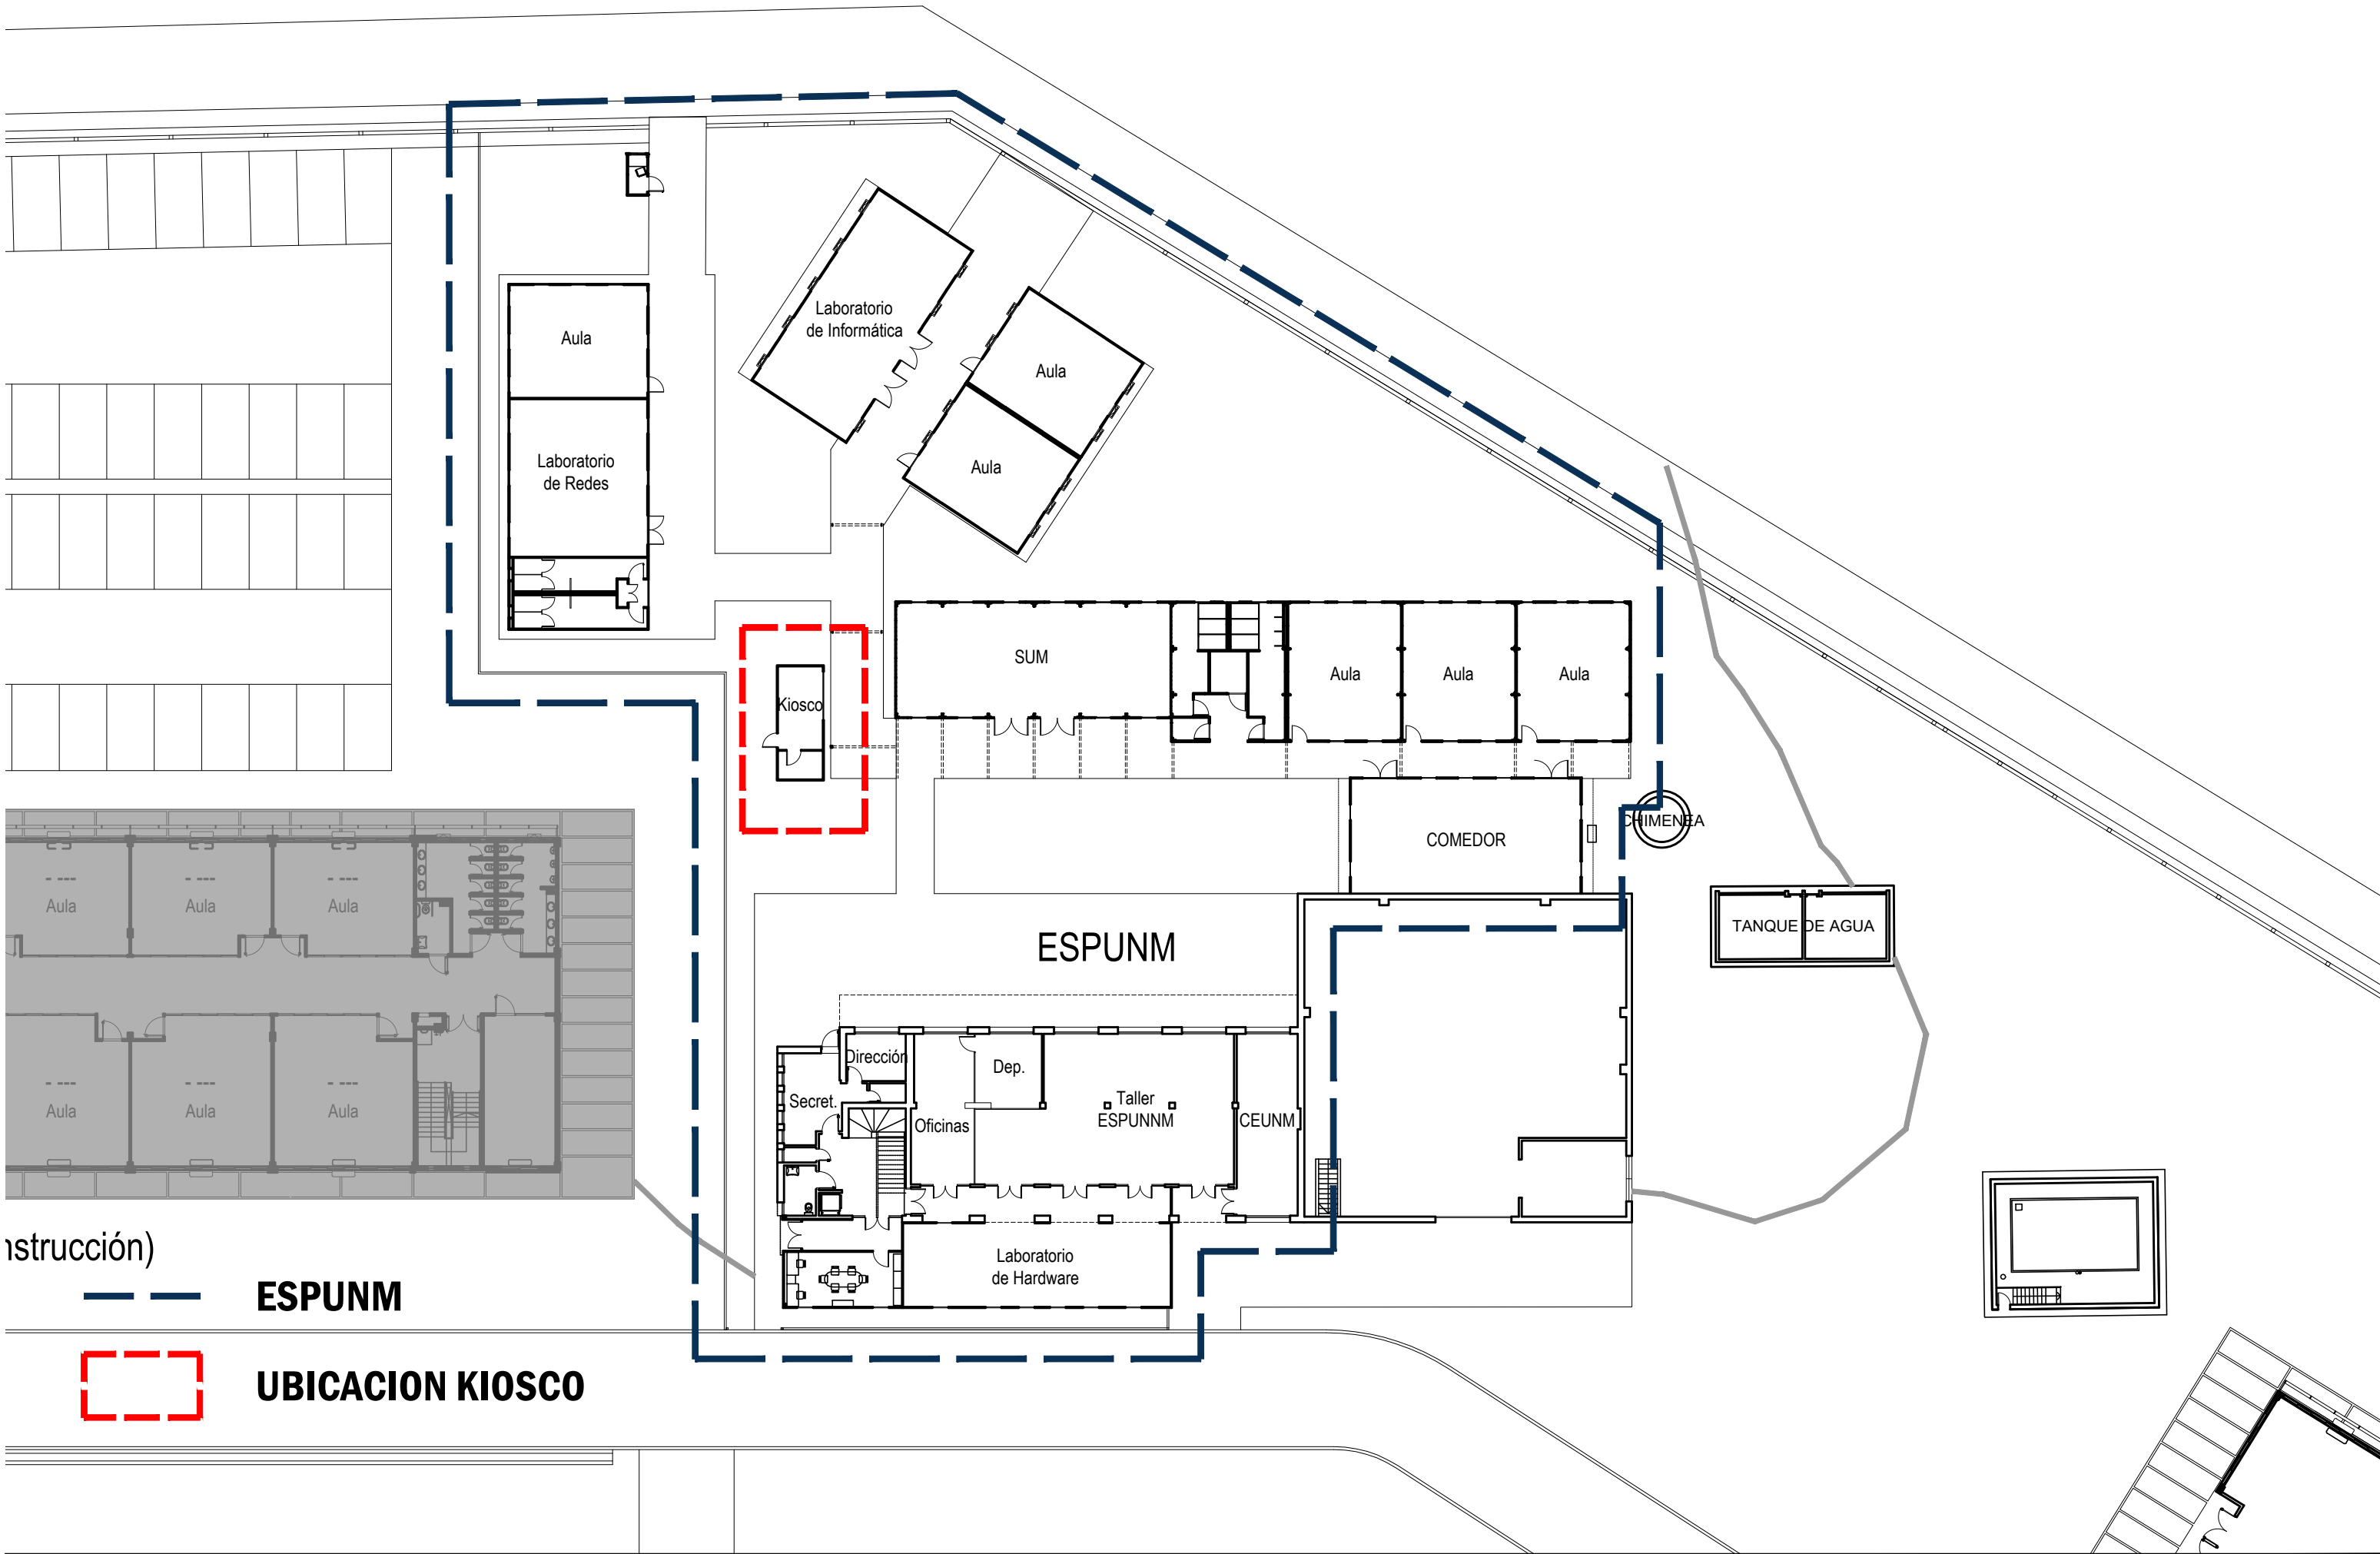 Laboratorio
de Informática
Aula
Aula
Laboratorio
de Redes
Aula
SUM
Aula
Aula
Aula
Kiosco
CHIMENEA
COMEDOR
Aula
Aula
Aula
TANQUE DE AGUA
ESPUNM
Dirección
Dep.
Secret.
Taller
ESPUNNM
Oficinas
CEUNM
Aula
Aula
Aula
Laboratorio
de Hardware
nstrucción)
ESPUNM
UBICACION KIOSCO